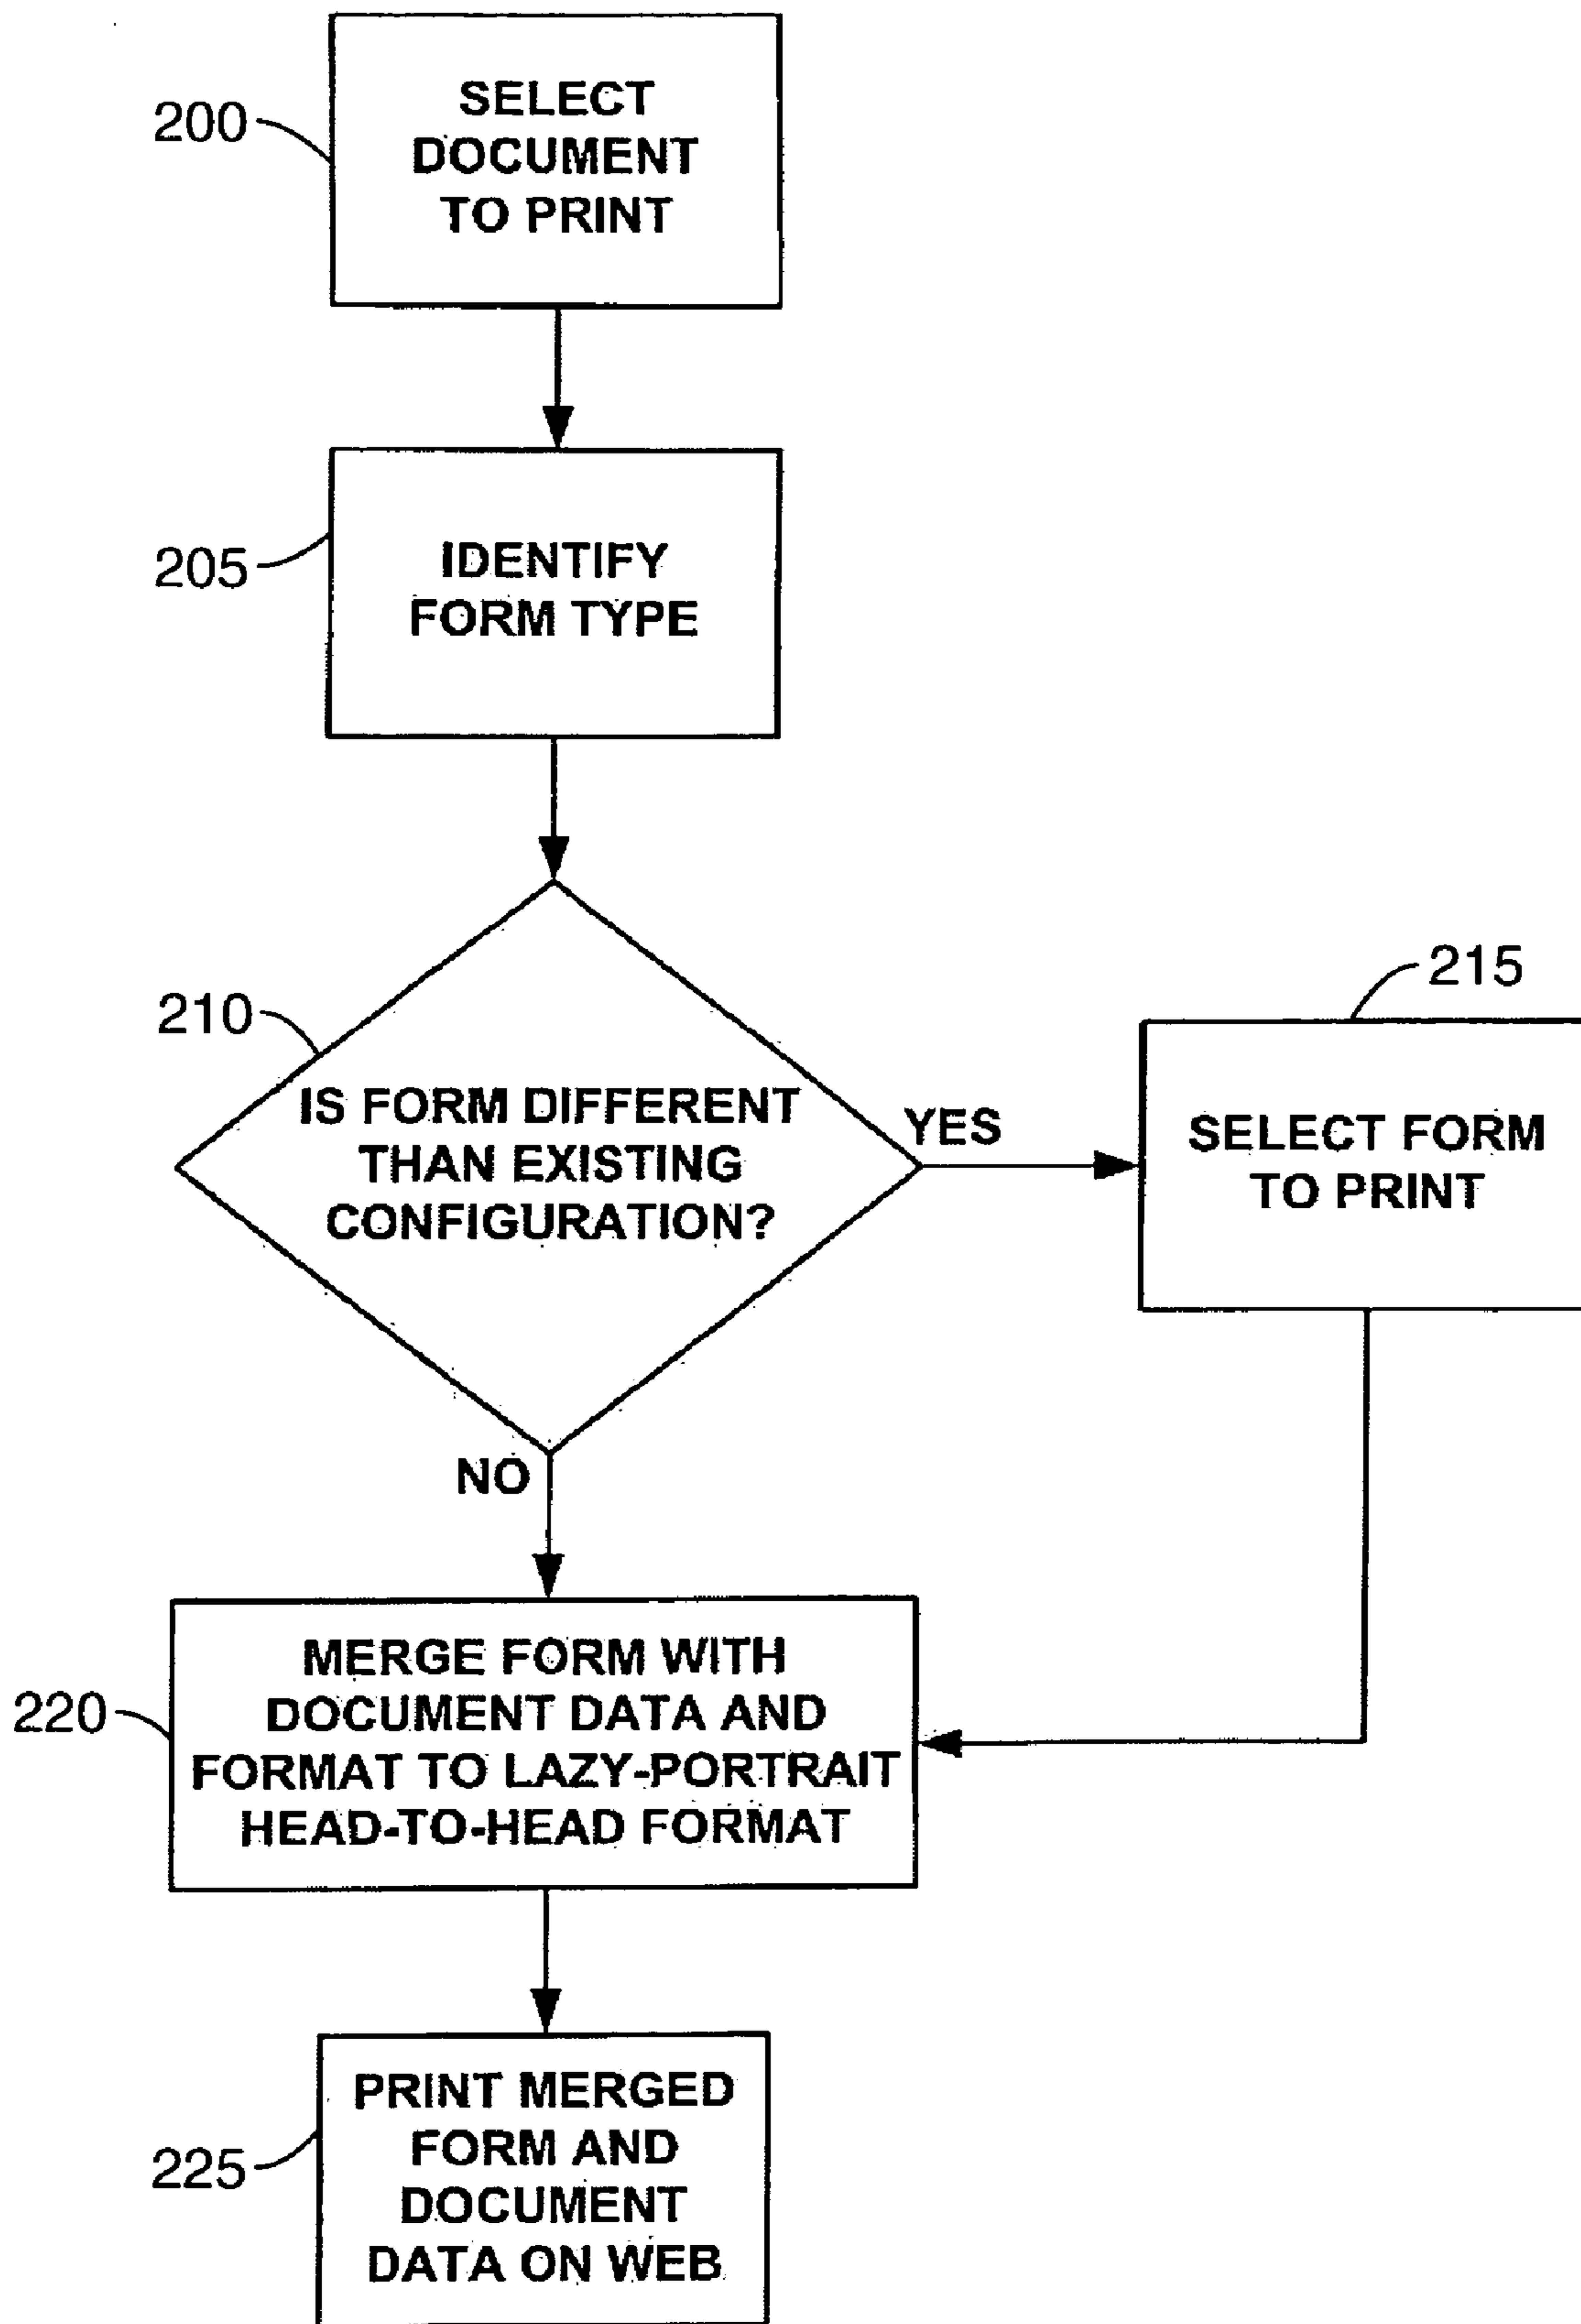 200
SELECT
DOCUMENT
TO PRINT
205
IDENTIFY
FORM TYPE
210
IS FORM DIFFERENT
THAN EXISTING
CONFIGURATION?
YES
215
SELECT FORM
TO PRINT
NO
220
MERGE FORM WITH
DOCUMENT DATA AND
FORMAT TO LAZY-PORTRAIT
HEAD-TO-HEAD FORMAT
225
PRINT MERGED
FORM AND
DOCUMENT
DATA ON WEB